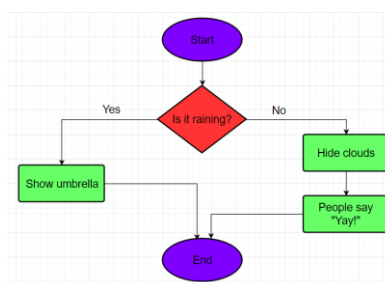 Start
Is it raining?
Yes
No
Hide clouds
Show umbrella
People say
"Yay!"
End